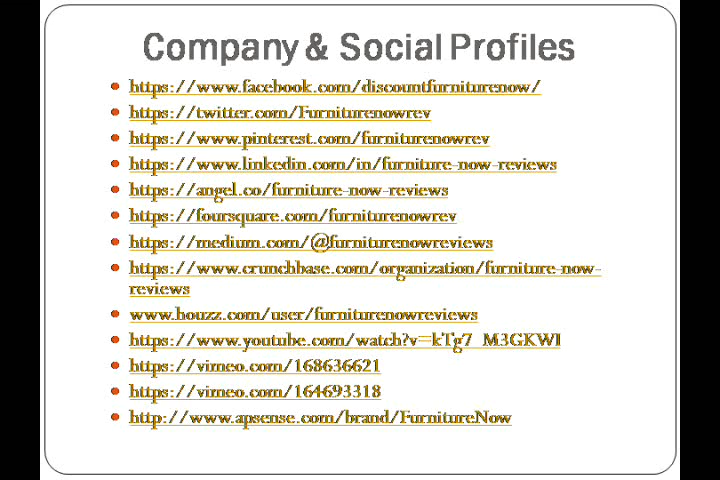 Company & Social Profiles
https://www.facebook.com/discountfurniturenow/
https://twitter.com/Furniturenowrev
https://www.pinterest.com/furniturenowrev
https://www.linkedin.com/in/furniture-now-reviews
https://angel.co/furniture-now-reviews
https://foursquare.com/furniturenowrev
https://medium.com/@furniturenowreviews
https://www.crunchbase.com/organization/furniture-now-
reviews
www.houzz.com/user/furniturenowreviews
https://www.youtube.com/watch?v=kTg7_M3GKWI
https://vimeo.com/168636621
https://vimeo.com/164693318
http://www.apsense.com/brand/FurnitureNow